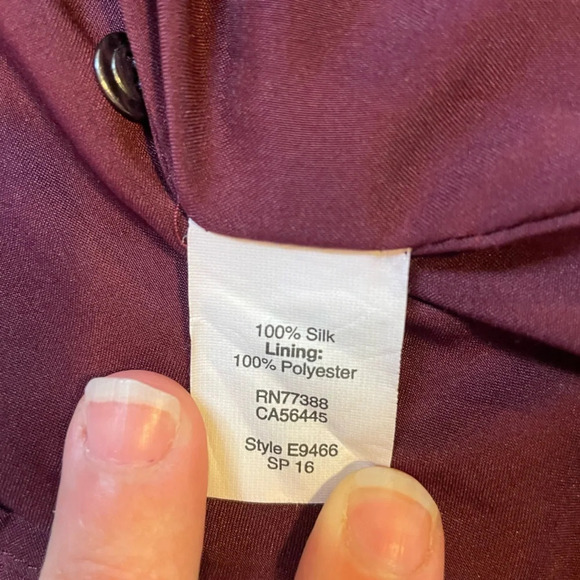 100% Silk
Lining:
100% Polyester
RN77388
CA56445
Style E9466
SP 16